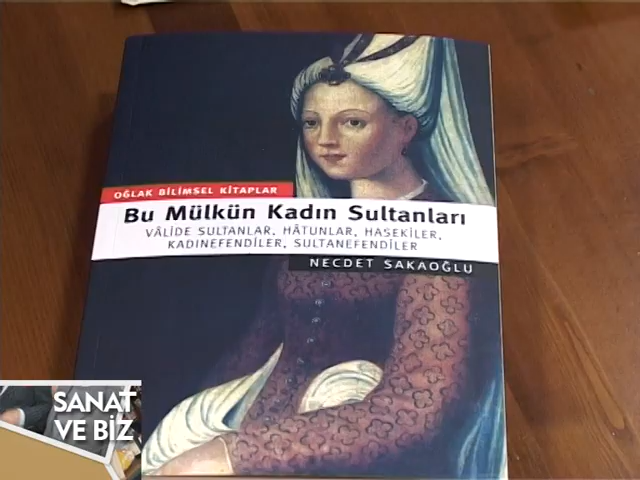 OĞLAK BİLİMSEL KİTAPLAR
Bu Mülkün Kadın Sultanları
VÂLİDE SULTANLAR, HÂTUNLAR, HASEKİLER,
KADINEFENDİLER, SULTANEFENDİLER
NECDET SAKAOĞLU
SANAT
VE BİZ